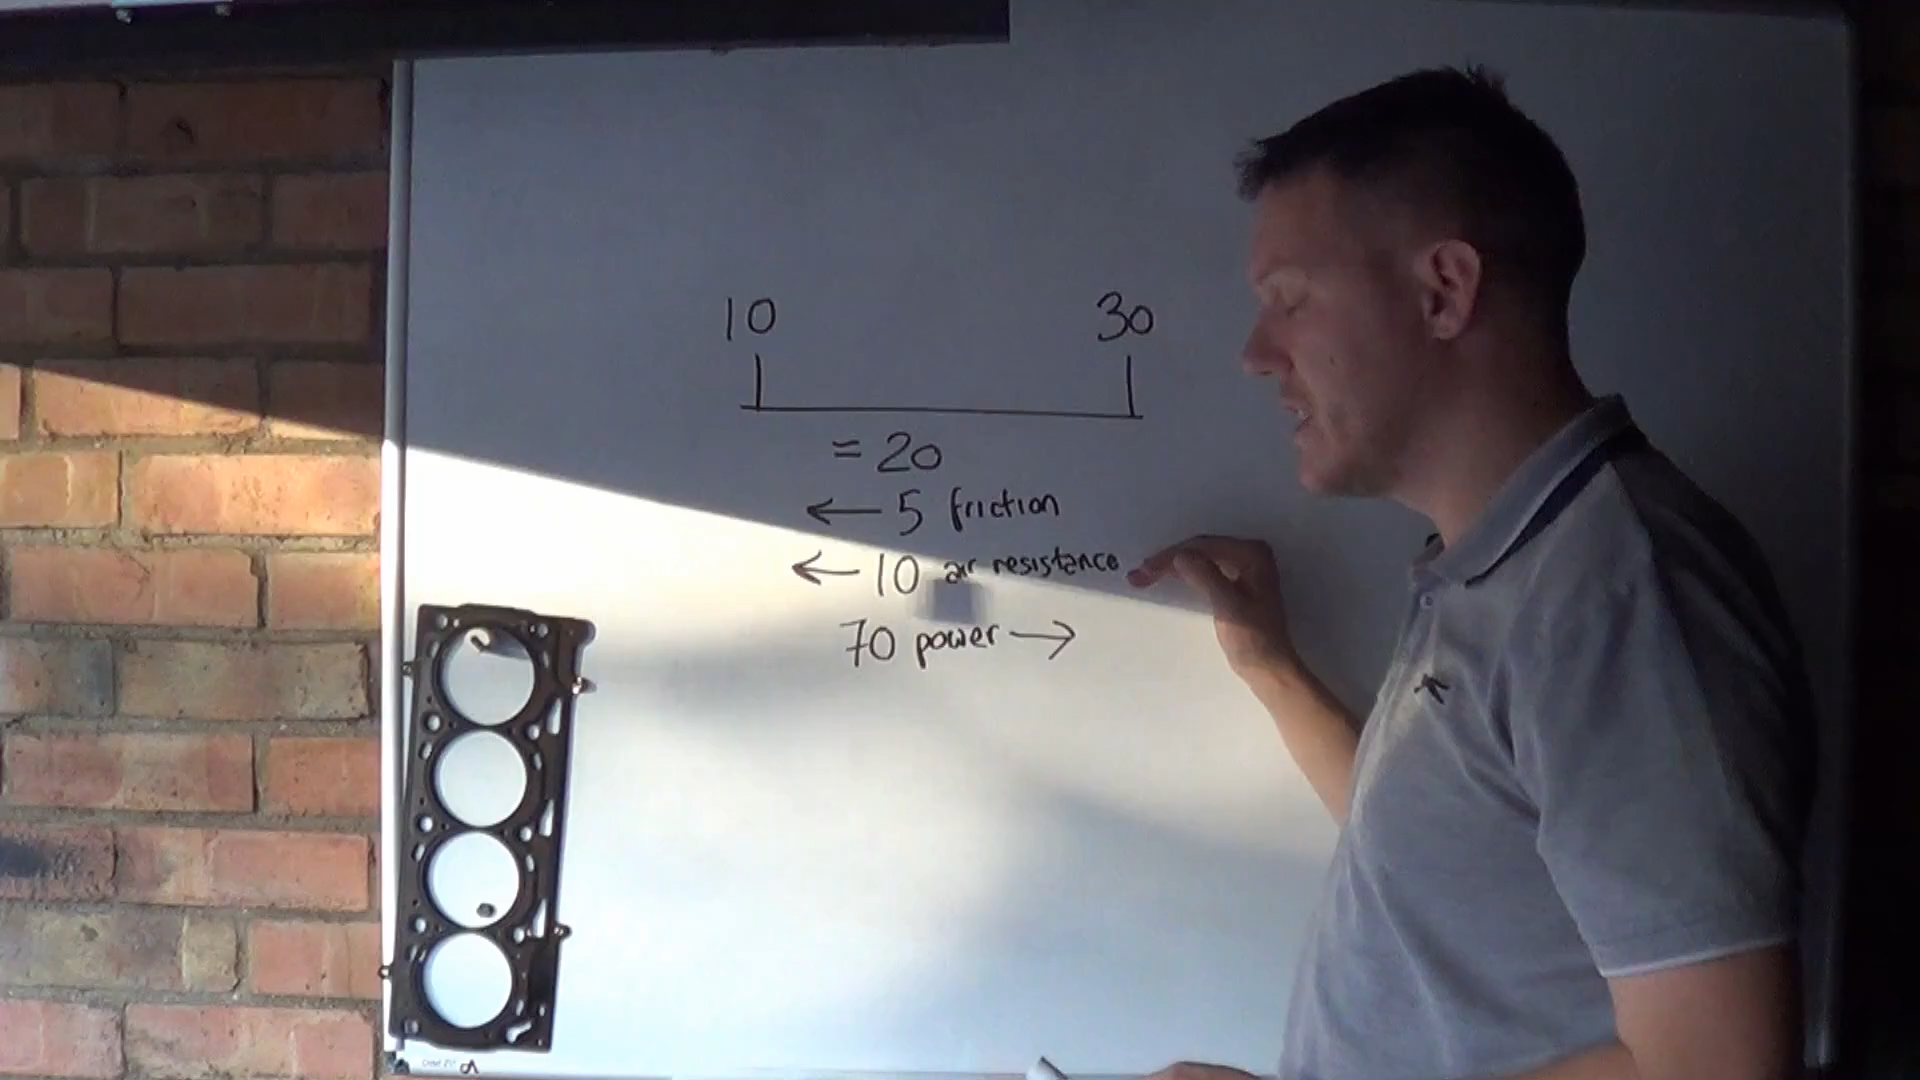 10 30
= 20
← 5 friction
← 10 air resistance
70 power →